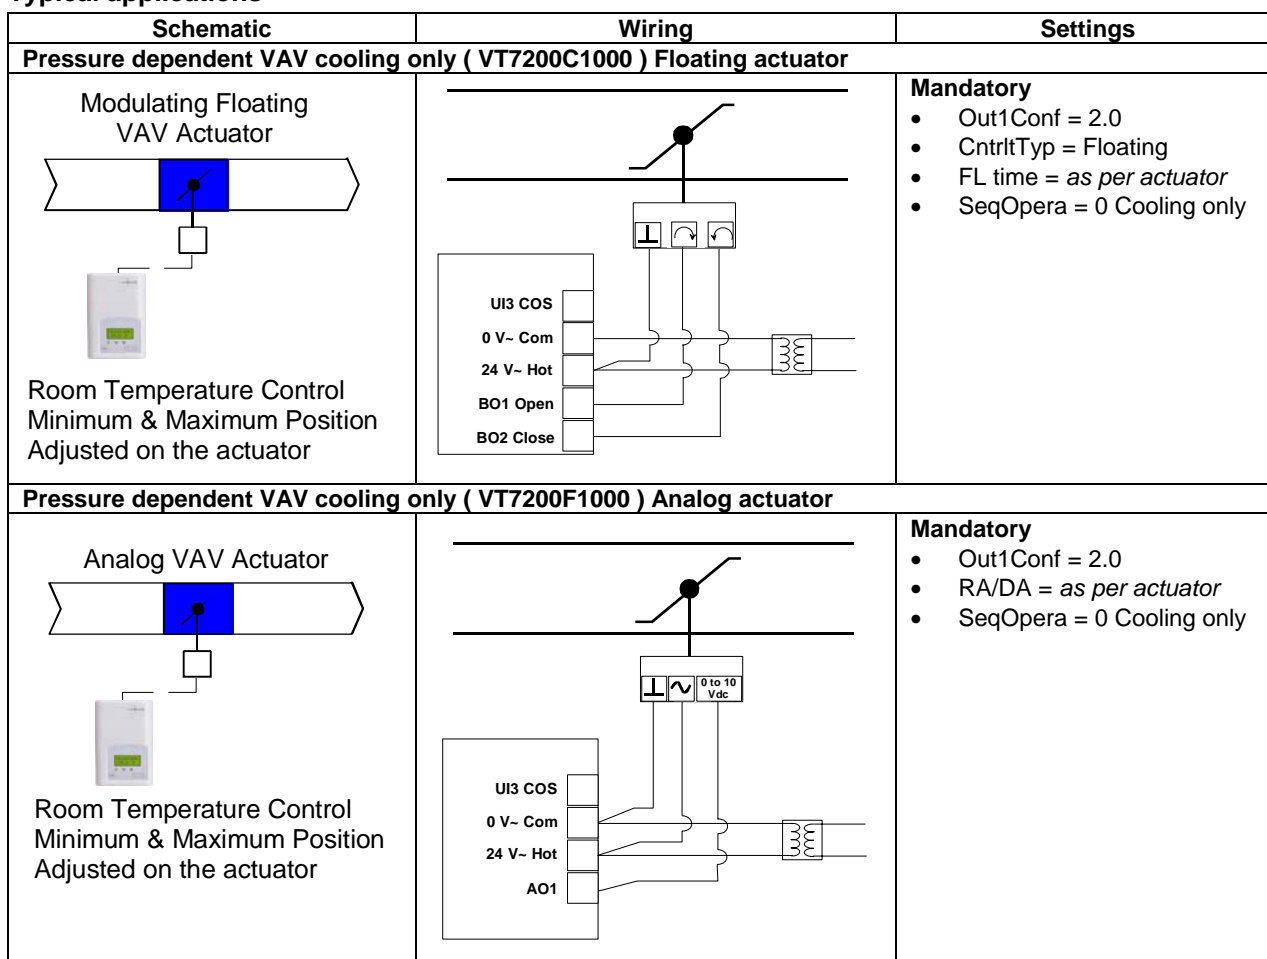 Typical applications
Schematic Wiring Settings
Pressure dependent VAV cooling only ( VT7200C1000 ) Floating actuator
Modulating Floating
VAV Actuator
Room Temperature Control
Minimum & Maximum Position
Adjusted on the actuator
UI3 COS
0 V~ Com
24 V~ Hot
BO1 Open
BO2 Close
Mandatory
• Out1Conf = 2.0
• CntrltTyp = Floating
• FL time = as per actuator
• SeqOpera = 0 Cooling only
Pressure dependent VAV cooling only ( VT7200F1000 ) Analog actuator
Analog VAV Actuator
Room Temperature Control
Minimum & Maximum Position
Adjusted on the actuator
0 to 10
Vdc
UI3 COS
0 V~ Com
24 V~ Hot
AO1
Mandatory
• Out1Conf = 2.0
• RA/DA = as per actuator
• SeqOpera = 0 Cooling only